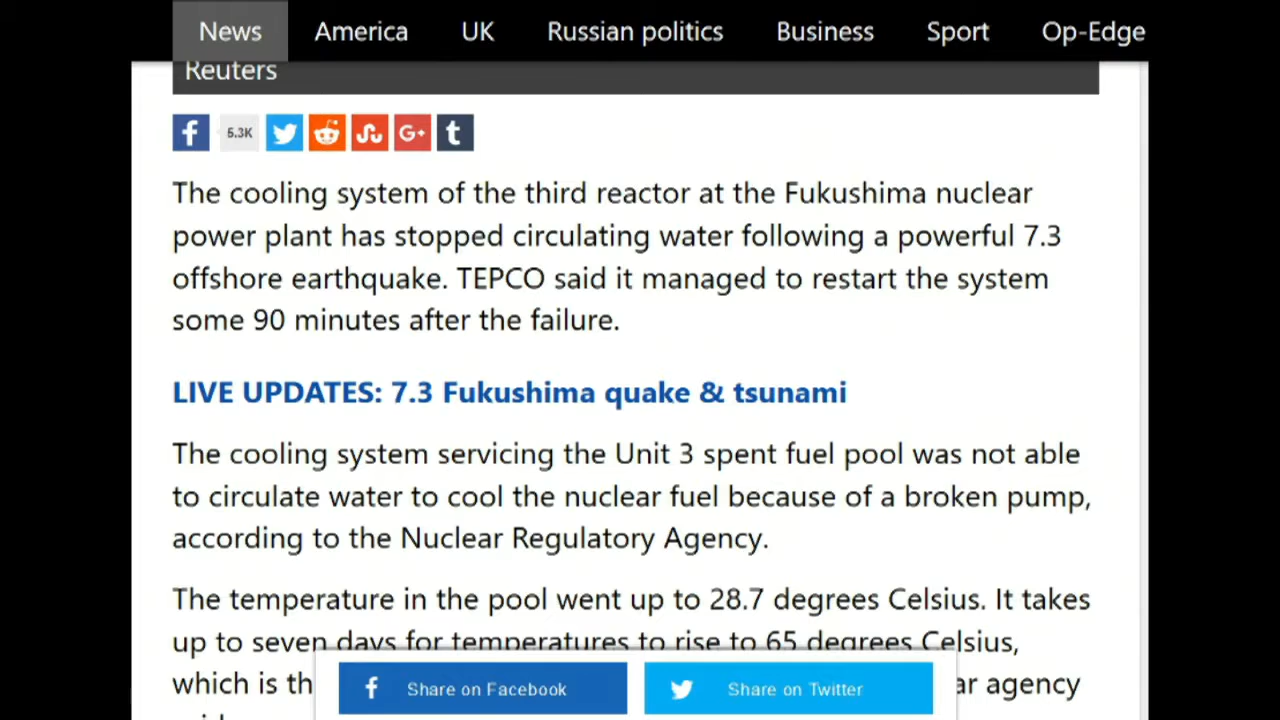 News America UK Russian politics Business Sport Op-Edge
Reuters
5.3K
The cooling system of the third reactor at the Fukushima nuclear
power plant has stopped circulating water following a powerful 7.3
offshore earthquake. TEPCO said it managed to restart the system
some 90 minutes after the failure.
LIVE UPDATES: 7.3 Fukushima quake & tsunami
The cooling system servicing the Unit 3 spent fuel pool was not able
to circulate water to cool the nuclear fuel because of a broken pump,
according to the Nuclear Regulatory Agency.
The temperature in the pool went up to 28.7 degrees Celsius. It takes
up to seven days for temperatures to rise to 65 degrees Celsius,
which is th
ar agency
Share on Facebook
Share on Twitter